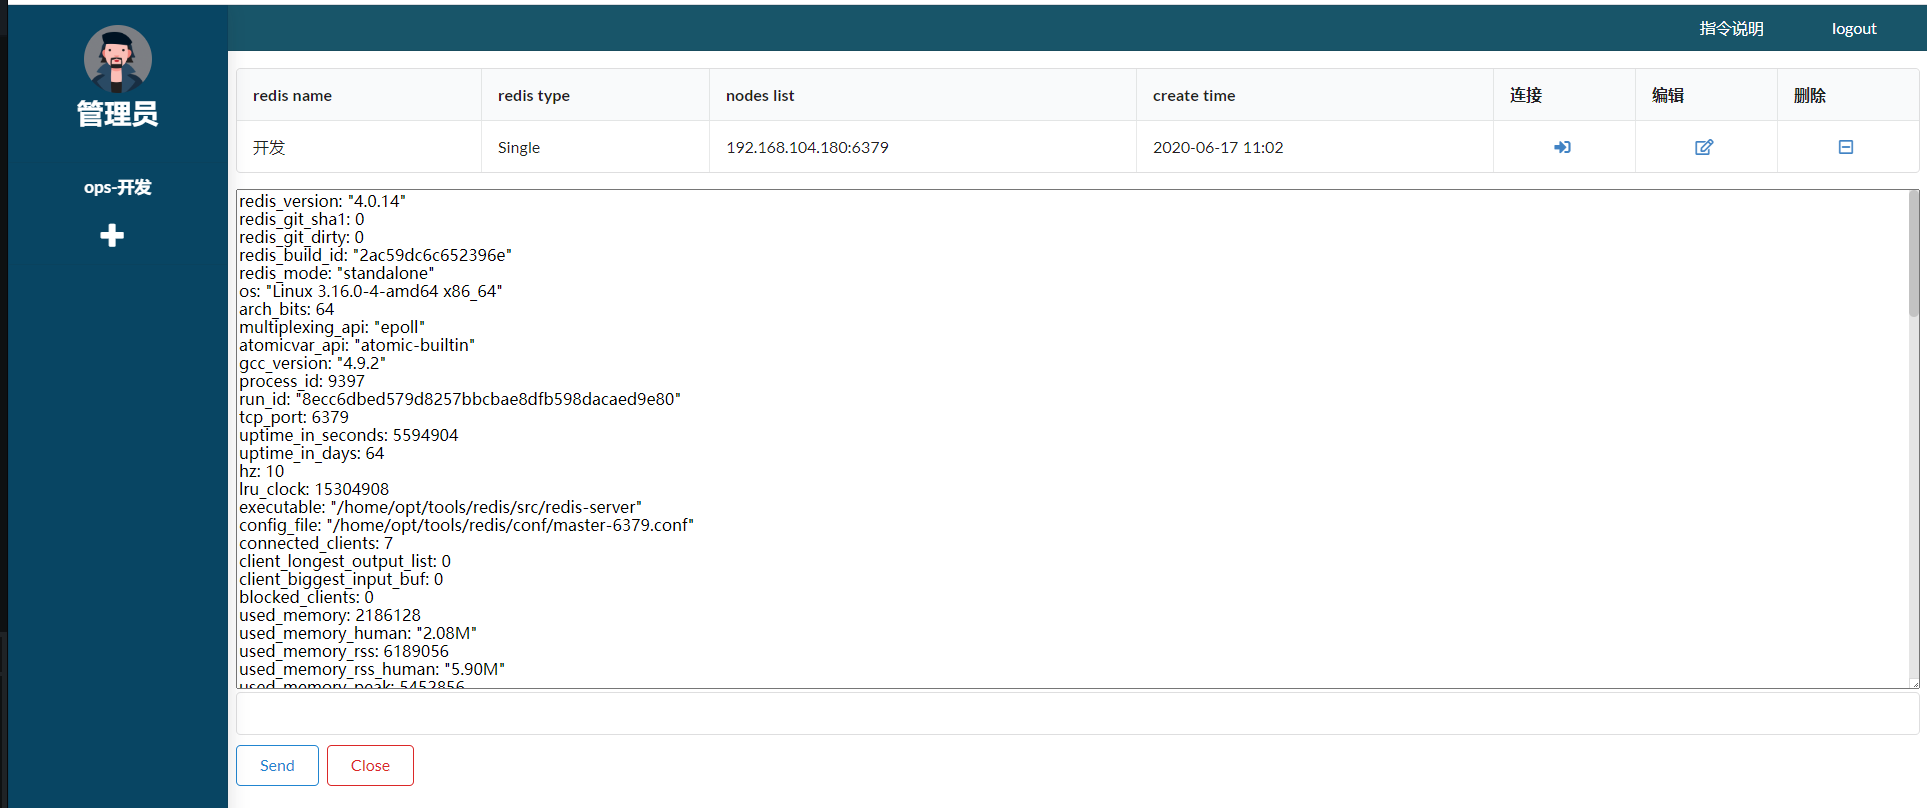 指令说明 logout
管理员
ops-开发
redis name redis type nodes list create time 连接 编辑 删除
开发 Single 192.168.104.180:6379 2020-06-17 11:02
redis_version: "4.0.14"
redis_git_sha1: 0
redis_git_dirty: 0
redis_build_id: "2ac59dc6c652396e"
redis_mode: "standalone"
os: "Linux 3.16.0-4-amd64 x86_64"
arch_bits: 64
multiplexing_api: "epoll"
atomicvar_api: "atomic-builtin"
gcc_version: "4.9.2"
process_id: 9397
run_id: "8ecc6dbed579d8257bbcbae8dfb598dacaed9e80"
tcp_port: 6379
uptime_in_seconds: 5594904
uptime_in_days: 64
hz: 10
lru_clock: 15304908
executable: "/home/opt/tools/redis/src/redis-server"
config_file: "/home/opt/tools/redis/conf/master-6379.conf"
connected_clients: 7
client_longest_output_list: 0
client_biggest_input_buf: 0
blocked_clients: 0
used_memory: 2186128
used_memory_human: "2.08M"
used_memory_rss: 6189056
used_memory_rss_human: "5.90M"
used_memory_peak: 5452856
Send Close